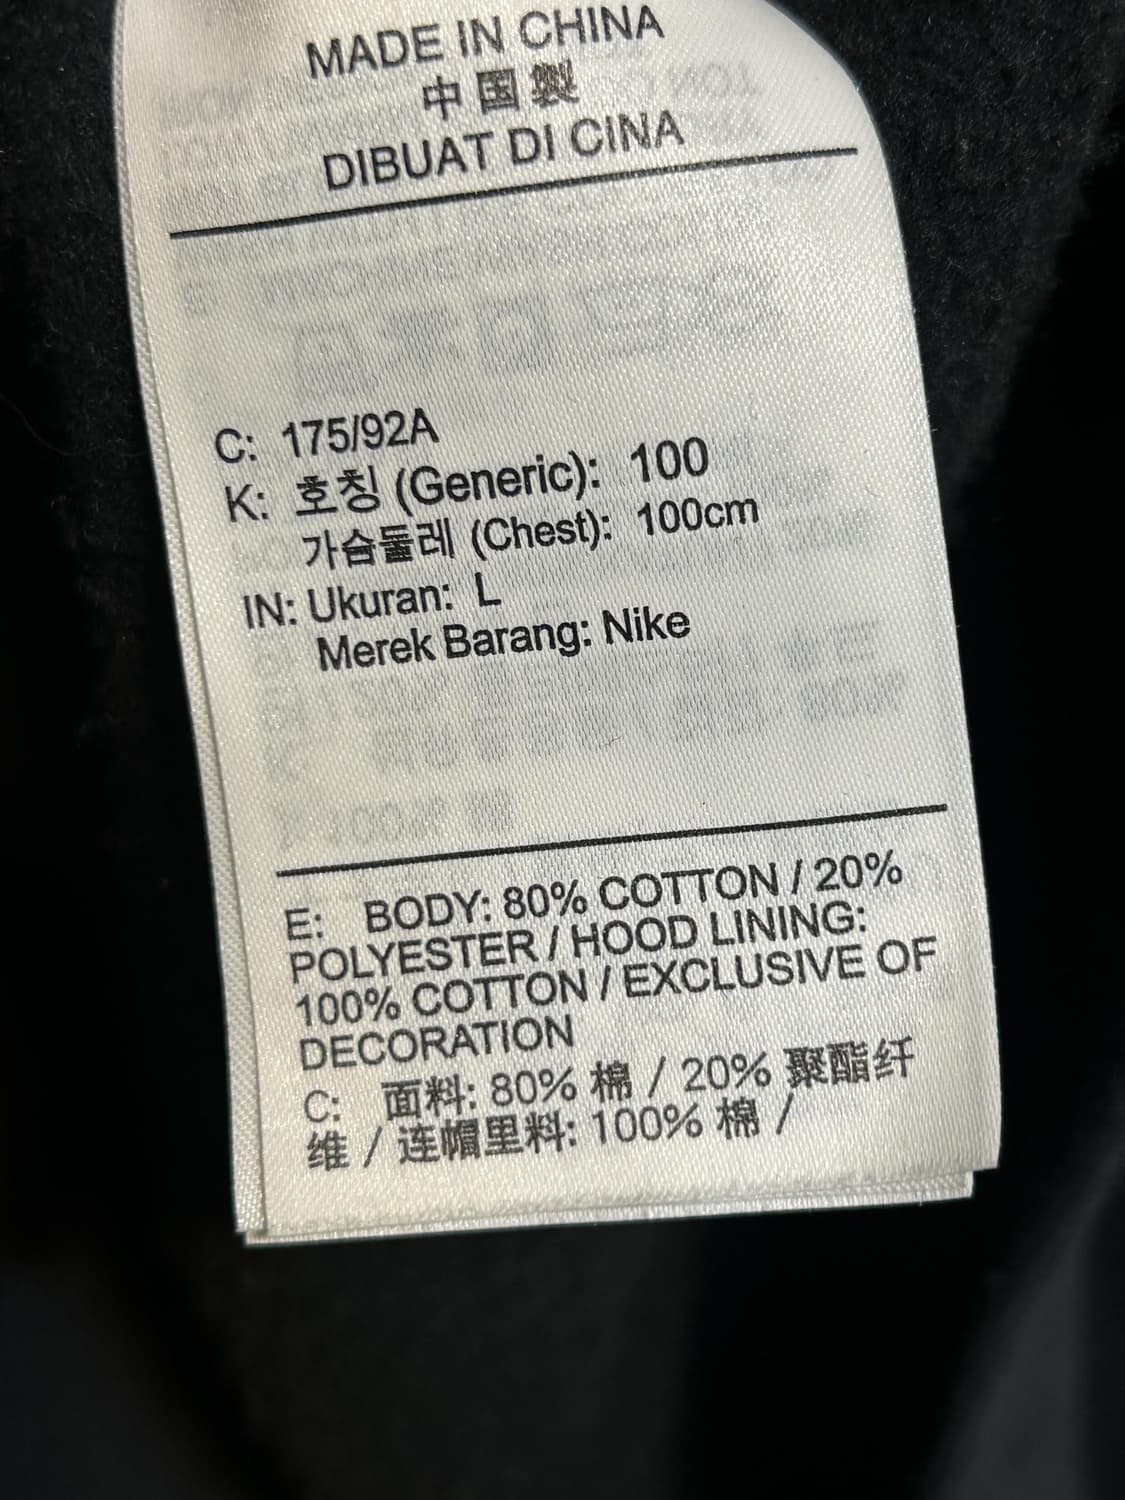 MADE IN CHINA
中国製
DIBUAT DI CINA
C: 175/92A
K: 호칭 (Generic): 100
가슴둘레 (Chest): 100cm
IN: Ukuran: L
Merek Barang: Nike
E: BODY: 80% COTTON / 20%
POLYESTER / HOOD LINING:
100% COTTON / EXCLUSIVE OF
DECORATION
C: 面料: 80% 棉 / 20% 聚酯纤
维 / 连帽里料: 100% 棉 /